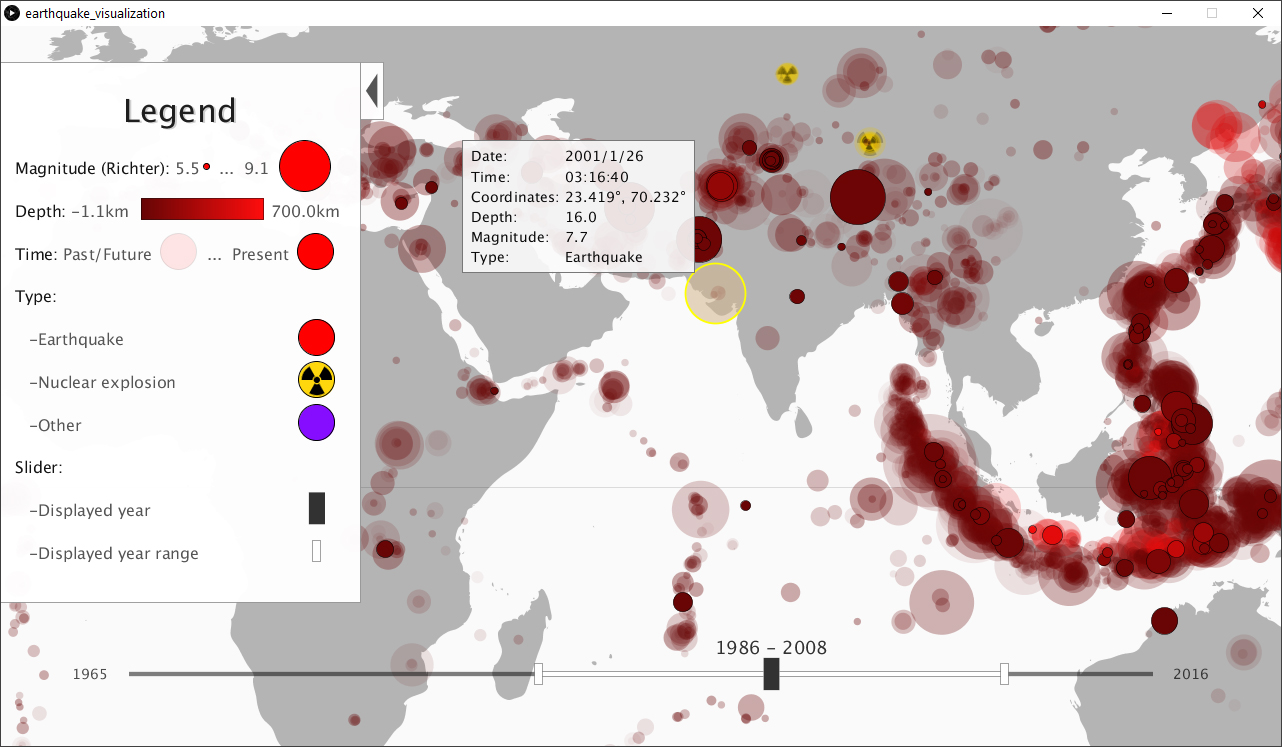 earthquake_visualization
Legend
Magnitude (Richter): 5.5 ... 9.1
Depth: -1.1km 700.0km
Time: Past/Future ... Present
Type:
-Earthquake
-Nuclear explosion
-Other
Slider:
-Displayed year
-Displayed year range
Date: 2001/1/26
Time: 03:16:40
Coordinates: 23.419°, 70.232°
Depth: 16.0
Magnitude: 7.7
Type: Earthquake
1986 - 2008
1965 2016